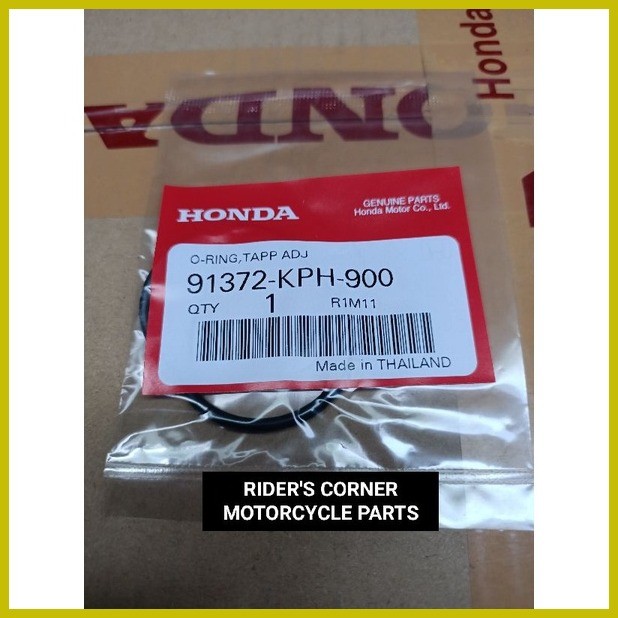 Honda
HONDA
HONDA
GENUINE PARTS
Honda Motor Co., Ltd.
O-RING,TAPP ADJ
91372-KPH-900
QTY 1 R1M11
Made in THAILAND
RIDER'S CORNER
MOTORCYCLE PARTS